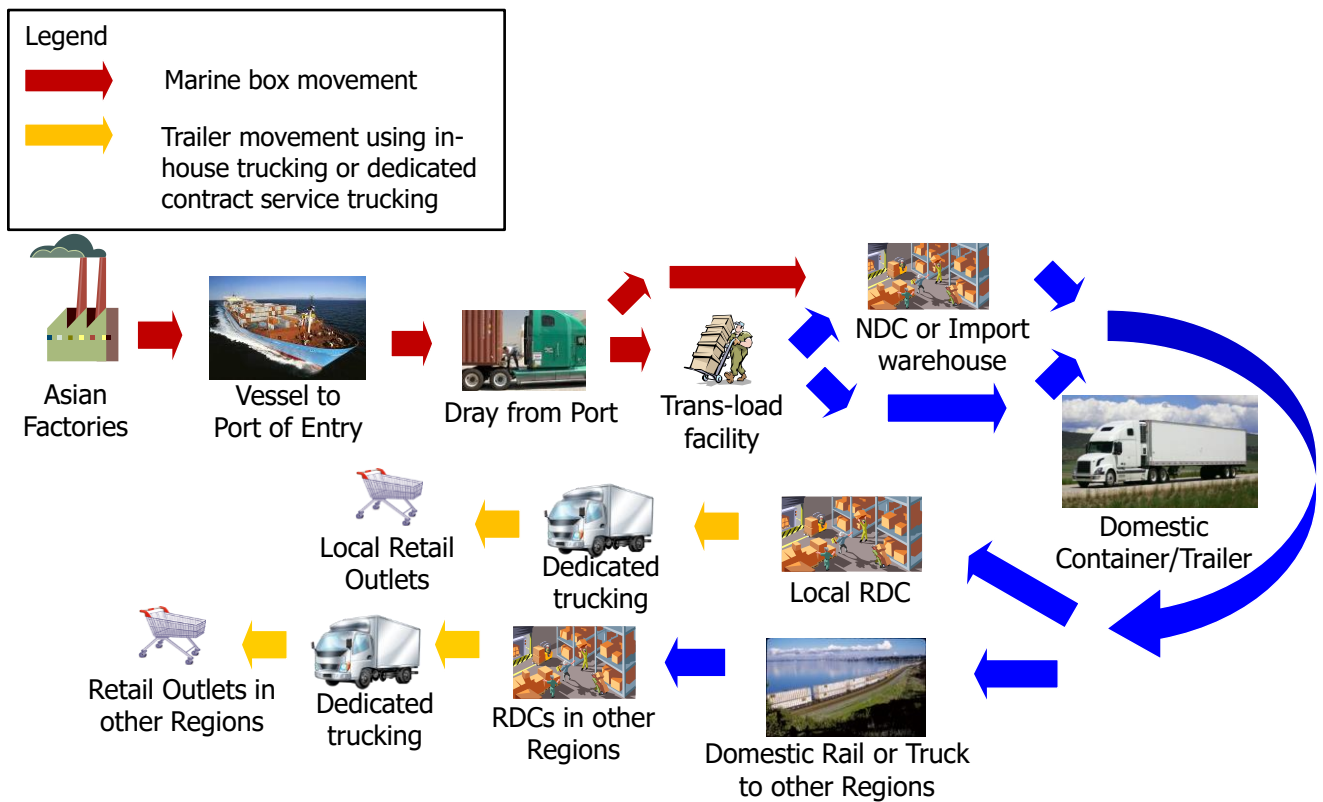 Legend
Marine box movement
Trailer movement using in-
house trucking or dedicated
contract service trucking
Asian
Factories
Vessel to
Port of Entry
Dray from Port
Trans-load
facility
NDC or Import
warehouse
Domestic
Container/Trailer
Local RDC
Dedicated
trucking
Local Retail
Outlets
Domestic Rail or Truck
to other Regions
RDCs in other
Regions
Dedicated
trucking
Retail Outlets in
other Regions